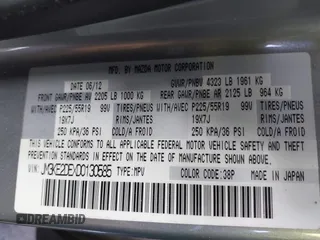 MFD. BY MAZDA MOTOR CORPORATION
DATE 06/12 GVWR/PNBV 4323 LB 1961 KG
FRONT GAWR/PNBE AV 2205 LB 1000 KG REAR GAWR/PNBE AR 2125 LB 964 KG
WITH/AVEC P225/55R19 99V TIRES/PNEUS WITH/AVEC P225/55R19 99V TIRES/PNEUS
19X7J RIMS/JANTES 19X7J RIMS/JANTES
250 KPA/36 PSI COLD/A FROID 250 KPA/36 PSI COLD/A FROID
THIS VEHICLE CONFORMS TO ALL APPLICABLE FEDERAL MOTOR VEHICLE SAFETY AND
THEFT PREVENTION STANDARDS IN EFFECT ON THE DATE OF MANUFACTURE SHOWN ABOVE.
VIN: JM3KE2DEXD0130585 TYPE: MPV
COLOR CODE: 38P MADE IN JAPAN
DREAMBID